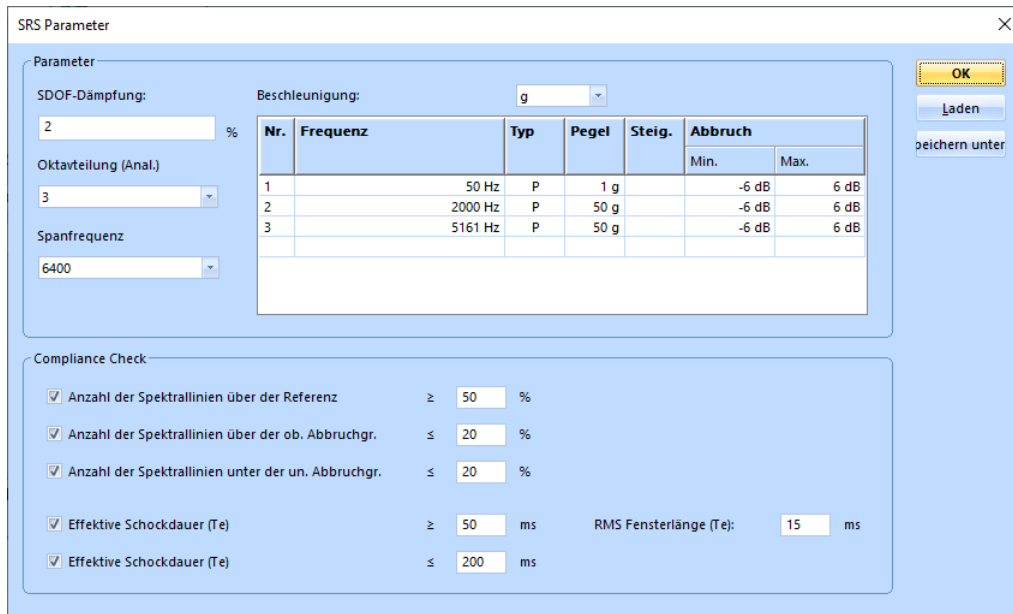 SRS Parameter
Parameter
OK
SDOF-Dämpfung:
Beschleunigung:
g
Laden
2 %
Nr. Frequenz Typ Pegel Steig. Abbruch
Min. Max.
peichern unter
Oktavteilung (Anal.)
3
1 50 Hz P 1 g -6 dB 6 dB
2 2000 Hz P 50 g -6 dB 6 dB
3 5161 Hz P 50 g -6 dB 6 dB
Spanfrequenz
6400
Compliance Check
Anzahl der Spektrallinien über der Referenz ≥ 50 %
Anzahl der Spektrallinien über der ob. Abbruchgr. ≤ 20 %
Anzahl der Spektrallinien unter der un. Abbruchgr. ≤ 20 %
Effektive Schockdauer (Te) ≥ 50 ms RMS Fensterlänge (Te): 15 ms
Effektive Schockdauer (Te) ≤ 200 ms